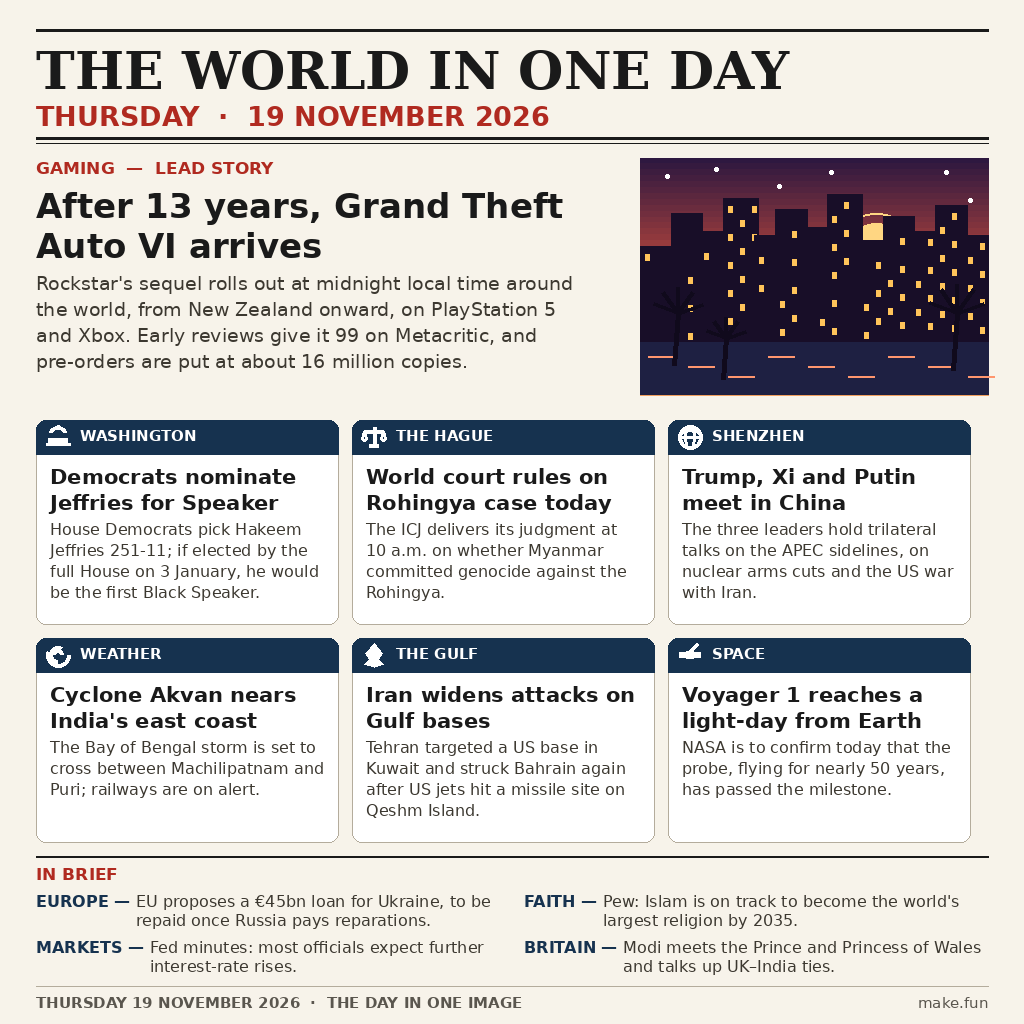 THE WORLD IN ONE DAY
THURSDAY · 19 NOVEMBER 2026
GAMING — LEAD STORY
After 13 years, Grand Theft
Auto VI arrives
Rockstar's sequel rolls out at midnight local time around
the world, from New Zealand onward, on PlayStation 5
and Xbox. Early reviews give it 99 on Metacritic, and
pre-orders are put at about 16 million copies.
WASHINGTON
Democrats nominate
Jeffries for Speaker
House Democrats pick Hakeem
Jeffries 251-11; if elected by the
full House on 3 January, he would
be the first Black Speaker.
THE HAGUE
World court rules on
Rohingya case today
The ICJ delivers its judgment at
10 a.m. on whether Myanmar
committed genocide against the
Rohingya.
SHENZHEN
Trump, Xi and Putin
meet in China
The three leaders hold trilateral
talks on the APEC sidelines, on
nuclear arms cuts and the US war
with Iran.
WEATHER
Cyclone Akvan nears
India's east coast
The Bay of Bengal storm is set to
cross between Machilipatnam and
Puri; railways are on alert.
THE GULF
Iran widens attacks on
Gulf bases
Tehran targeted a US base in
Kuwait and struck Bahrain again
after US jets hit a missile site on
Qeshm Island.
SPACE
Voyager 1 reaches a
light-day from Earth
NASA is to confirm today that the
probe, flying for nearly 50 years,
has passed the milestone.
IN BRIEF
EUROPE — EU proposes a €45bn loan for Ukraine, to be
repaid once Russia pays reparations.
MARKETS — Fed minutes: most officials expect further
interest-rate rises.
FAITH — Pew: Islam is on track to become the world's
largest religion by 2035.
BRITAIN — Modi meets the Prince and Princess of Wales
and talks up UK–India ties.
THURSDAY 19 NOVEMBER 2026 · THE DAY IN ONE IMAGE
make.fun